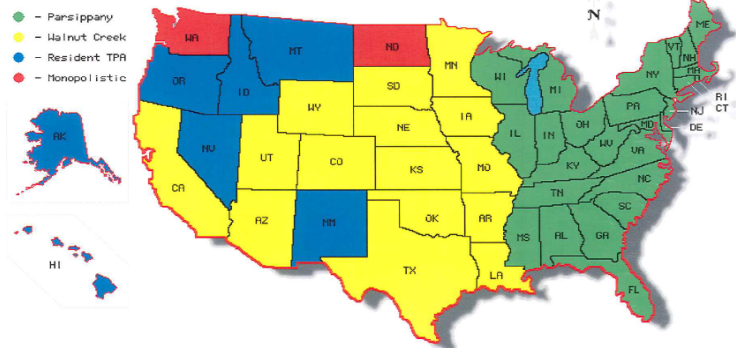 - Parsippany
- Walnut Creek
- Resident TPA
- Monopolistic
N
WA
OR
ID
MT
ND
NV
CA
UT
AZ
WY
CO
NM
SD
NE
KS
OK
TX
MN
IA
MO
AR
LA
WI
MI
IL
IN
OH
KY
TN
MS
AL
GA
FL
SC
NC
VA
WV
MD
PA
NY
VT
NH
ME
MA
RI
CT
NJ
DE
AK
HI